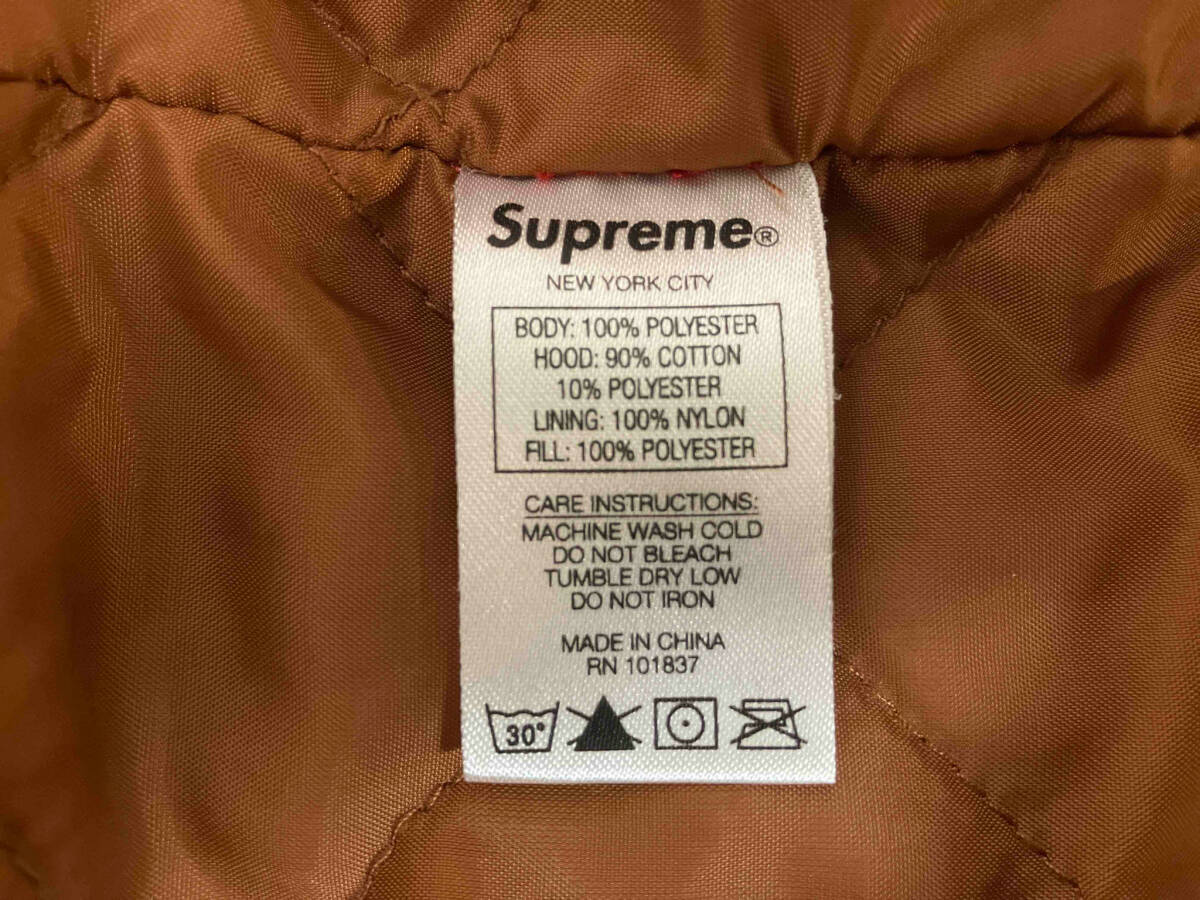 Supreme®
NEW YORK CITY
BODY: 100% POLYESTER
HOOD: 90% COTTON
10% POLYESTER
LINING: 100% NYLON
FILL: 100% POLYESTER
CARE INSTRUCTIONS:
MACHINE WASH COLD
DO NOT BLEACH
TUMBLE DRY LOW
DO NOT IRON
MADE IN CHINA
RN 101837
30°